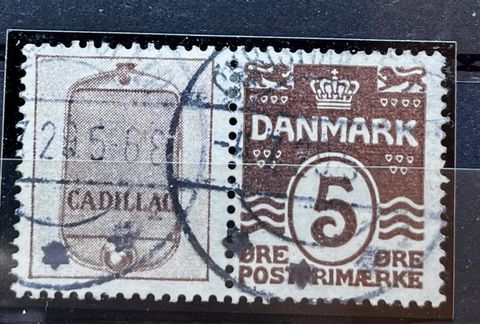 CADILLAC
DANMARK
5
ØRE ØRE
POSTFRIMÆRKE